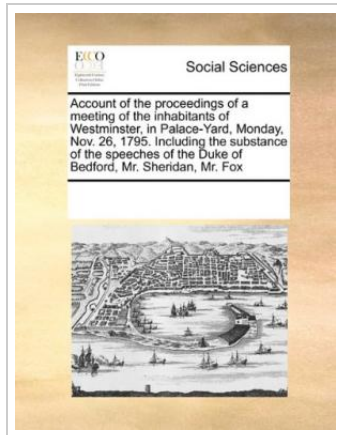 ECCO
Social Sciences
Account of the proceedings of a
meeting of the inhabitants of
Westminster, in Palace-Yard, Monday,
Nov. 26, 1795. Including the substance
of the speeches of the Duke of
Bedford, Mr. Sheridan, Mr. Fox